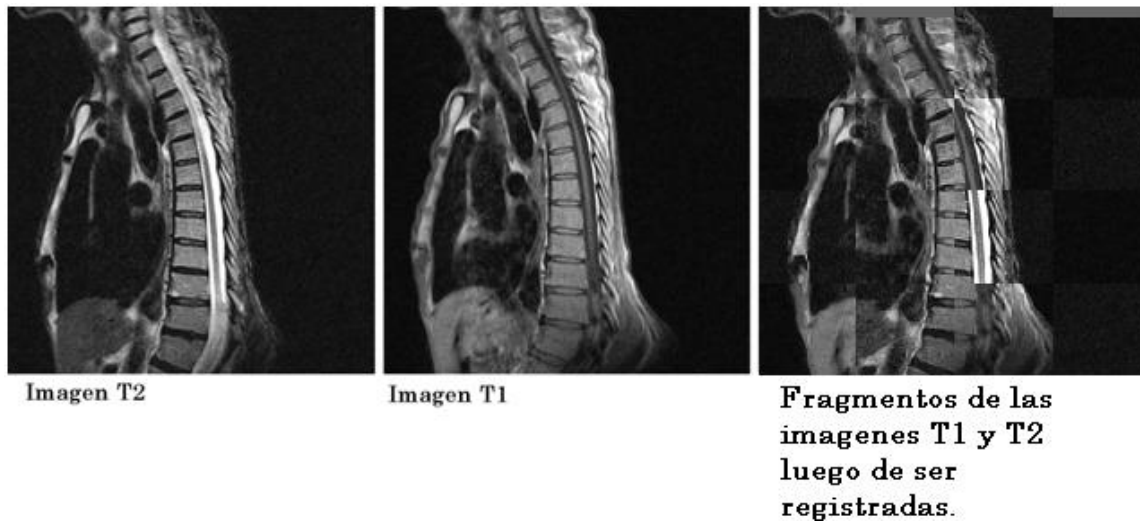 Imagen T2
Imagen T1
Fragmentos de las
imagenes T1 y T2
luego de ser
registradas.